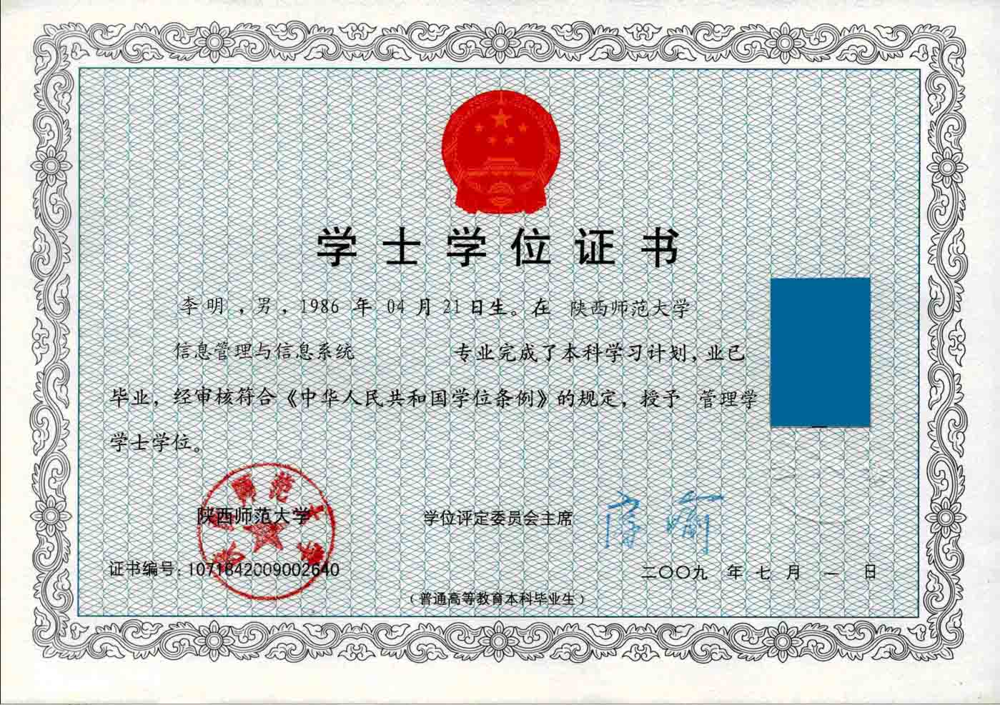 学士学位证书
李明，男，1986 年 04 月 21 日生。在 陕西师范大学
信息管理与信息系统 专业完成了本科学习计划，业已
毕业，经审核符合《中华人民共和国学位条例》的规定，授予 管理学
学士学位。
陕西师范大学 学位评定委员会主席
证书编号：1071842009002640 二〇〇九 年 七 月 一 日
（普通高等教育本科毕业生）